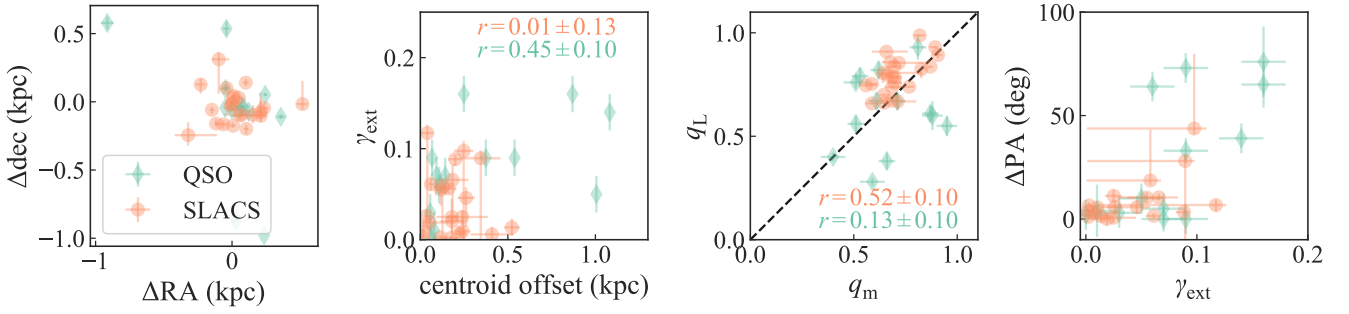 Δdec (kpc)
0.5
0.0
−0.5
−1.0
−1
0
ΔRA (kpc)
QSO
SLACS
γext
0.2
0.1
0.0
0.0
0.5
1.0
centroid offset (kpc)
r = 0.01 ± 0.13
r = 0.45 ± 0.10
qL
1.0
0.5
0.0
0.0
0.5
1.0
qm
r = 0.52 ± 0.10
r = 0.13 ± 0.10
ΔPA (deg)
100
50
0
0.0
0.2
γext